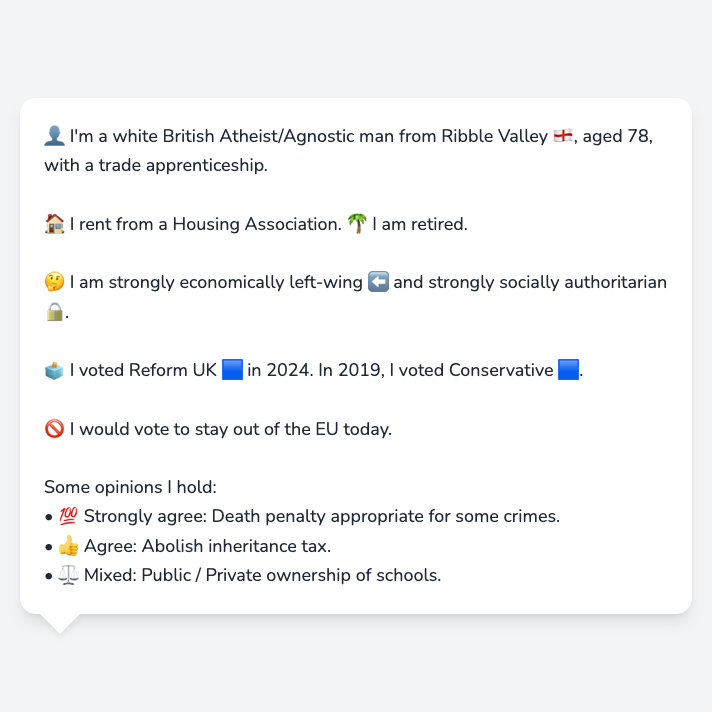 👤 I'm a white British Atheist/Agnostic man from Ribble Valley 🏴󠁧󠁢󠁥󠁮󠁧󠁿, aged 78,
with a trade apprenticeship.
🏠 I rent from a Housing Association. 🌴 I am retired.
🤔 I am strongly economically left-wing ⬅️ and strongly socially authoritarian
🔒.
🗳️ I voted Reform UK 🟦 in 2024. In 2019, I voted Conservative 🟦.
🚫 I would vote to stay out of the EU today.
Some opinions I hold:
• 💯 Strongly agree: Death penalty appropriate for some crimes.
• 👍 Agree: Abolish inheritance tax.
• ⚖️ Mixed: Public / Private ownership of schools.